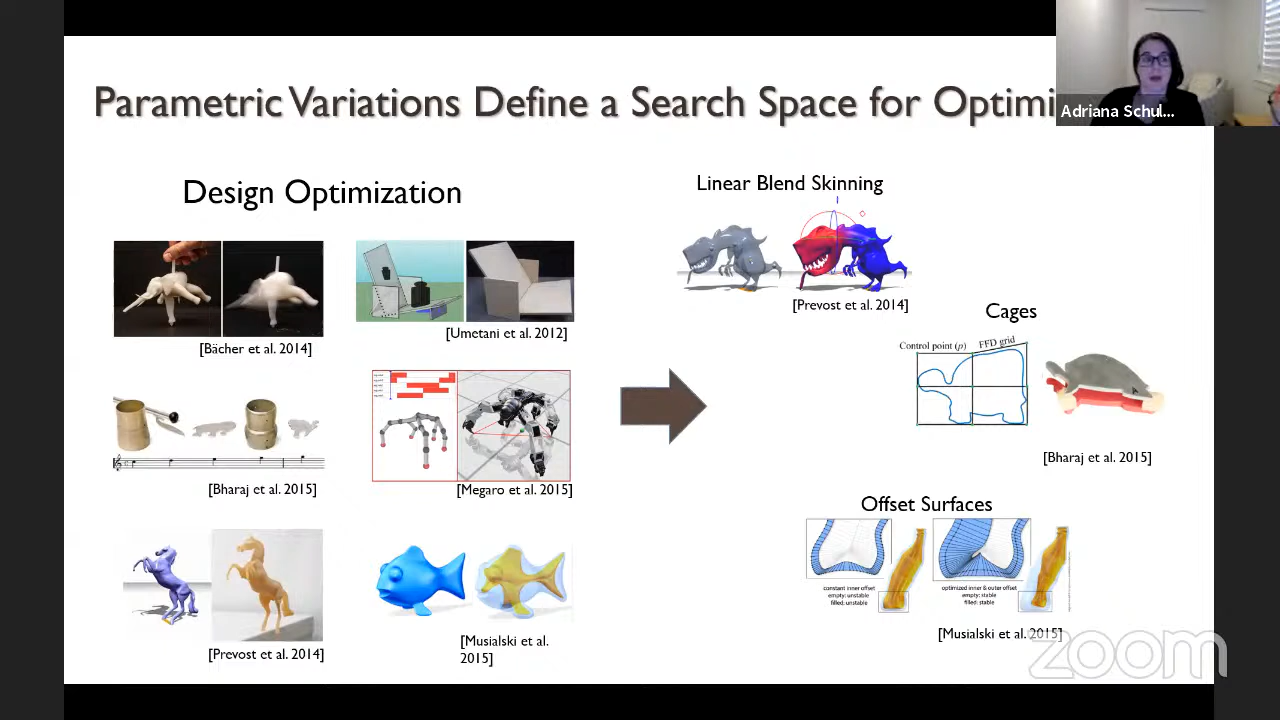 Parametric Variations Define a Search Space for Optimi
Adriana Schul...
Design Optimization
[Bächer et al. 2014]
[Umetani et al. 2012]
[Bharaj et al. 2015]
[Megaro et al. 2015]
[Prevost et al. 2014]
[Musialski et al.
2015]
Linear Blend Skinning
[Prevost et al. 2014]
Cages
Control point (p)
FFD grid
[Bharaj et al. 2015]
Offset Surfaces
constant inner offset
empty: unstable
filled: unstable
optimized inner & outer offset
empty: stable
filled: stable
[Musialski et al. 2015]
zoom